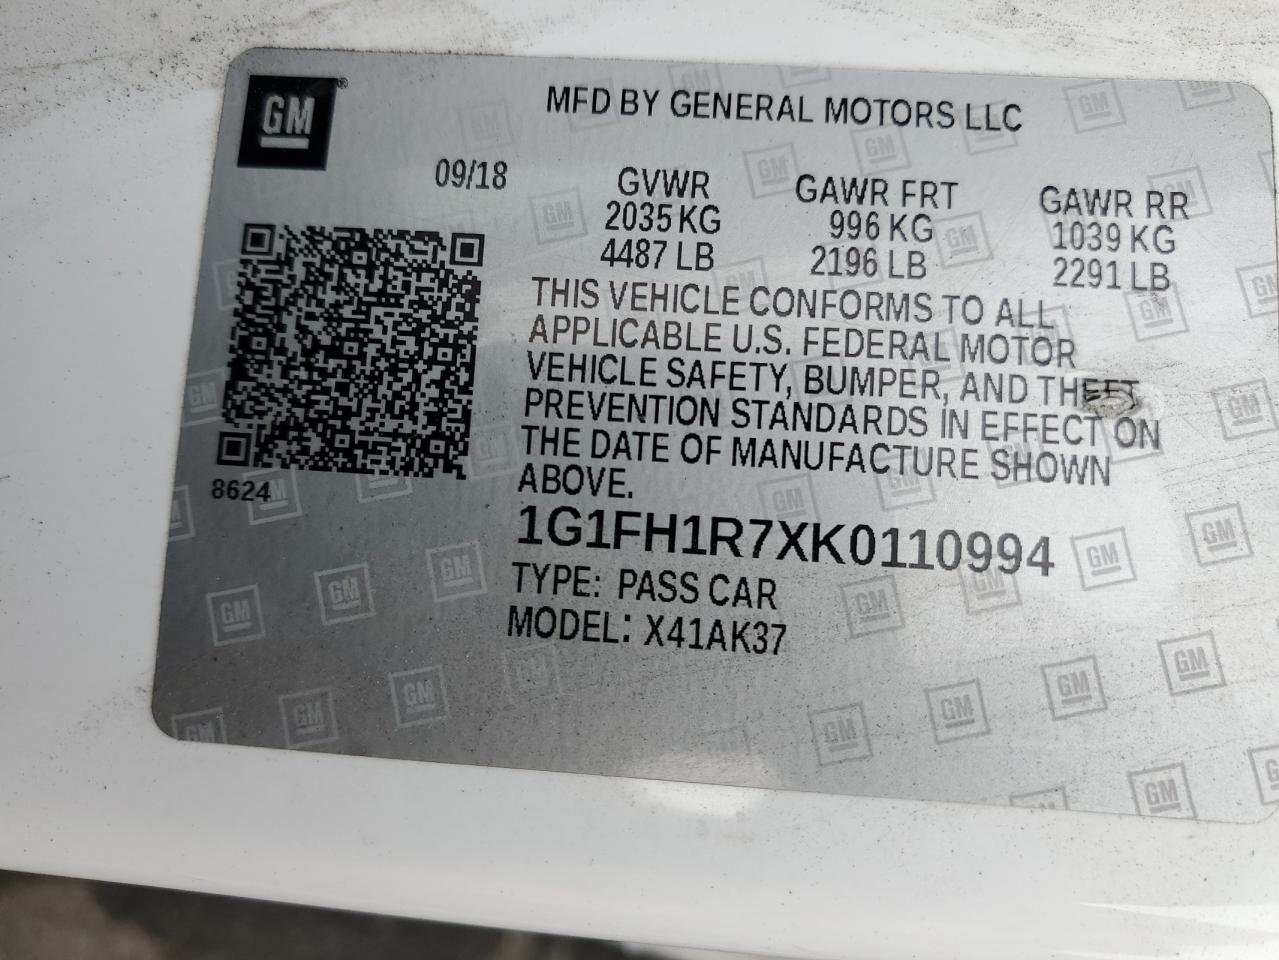 GM
MFD BY GENERAL MOTORS LLC
09/18
GVWR GAWR FRT GAWR RR
2035 KG 996 KG 1039 KG
4487 LB 2196 LB 2291 LB
THIS VEHICLE CONFORMS TO ALL
APPLICABLE U.S. FEDERAL MOTOR
VEHICLE SAFETY, BUMPER, AND THEFT
PREVENTION STANDARDS IN EFFECT ON
THE DATE OF MANUFACTURE SHOWN
ABOVE.
8624
1G1FH1R7XK0110994
TYPE: PASS CAR
MODEL: X41AK37